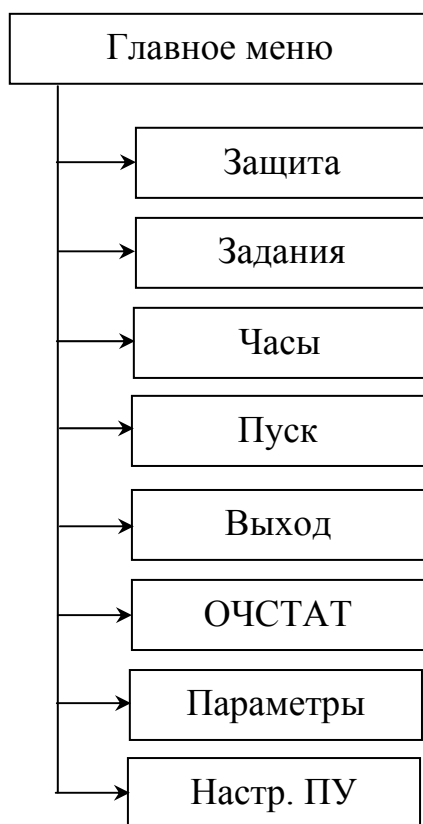 Главное меню
Защита
Задания
Часы
Пуск
Выход
ОЧСТАТ
Параметры
Настр. ПУ